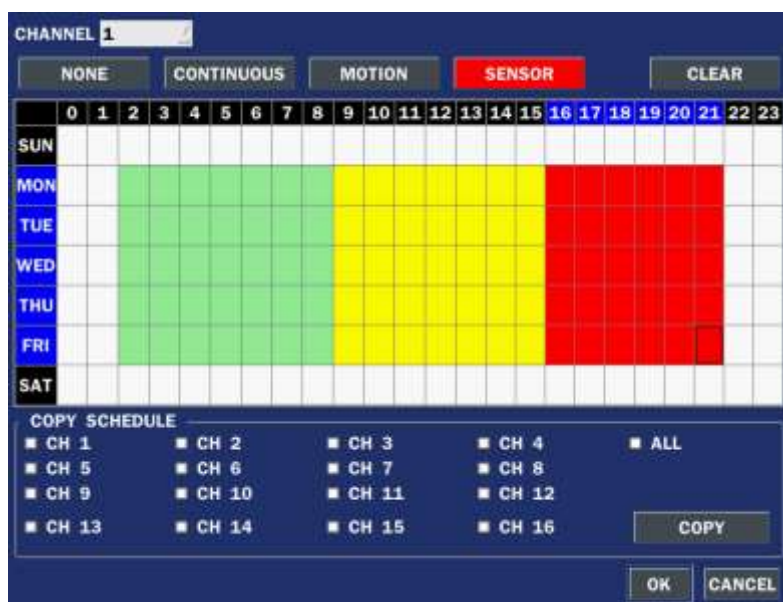 CHANNEL 1
NONE CONTINUOUS MOTION SENSOR CLEAR
0 1 2 3 4 5 6 7 8 9 10 11 12 13 14 15 16 17 18 19 20 21 22 23
SUN
MON
TUE
WED
THU
FRI
SAT
COPY SCHEDULE
CH 1 CH 2 CH 3 CH 4 ALL
CH 5 CH 6 CH 7 CH 8
CH 9 CH 10 CH 11 CH 12
CH 13 CH 14 CH 15 CH 16 COPY
OK CANCEL